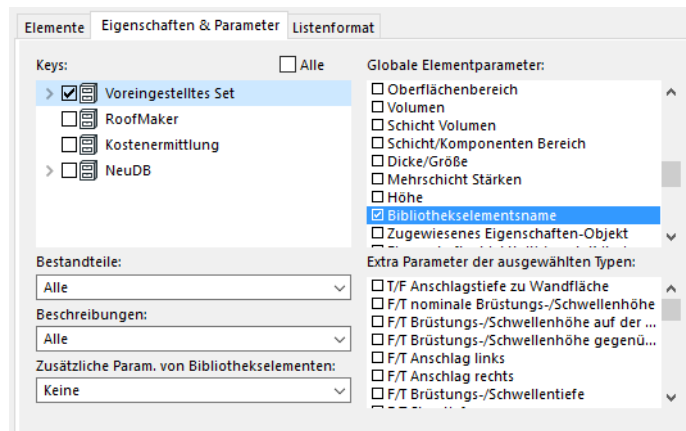 Elemente Eigenschaften & Parameter Listenformat
Keys: Alle
Voreingestelltes Set
RoofMaker
Kostenermittlung
NeuDB
Bestandteile:
Alle
Beschreibungen:
Alle
Zusätzliche Param. von Bibliothekselementen:
Keine
Globale Elementparameter:
Oberflächenbereich
Volumen
Schicht Volumen
Schicht/Komponenten Bereich
Dicke/Größe
Mehrschicht Stärken
Höhe
Bibliothekselementsname
Zugewiesenes Eigenschaften-Objekt
Extra Parameter der ausgewählten Typen:
T/F Anschlagstiefe zu Wandfläche
F/T nominale Brüstungs-/Schwellenhöhe
F/T Brüstungs-/Schwellenhöhe auf der ...
F/T Brüstungs-/Schwellenhöhe gegenü...
F/T Anschlag links
F/T Anschlag rechts
F/T Brüstungs-/Schwellentiefe